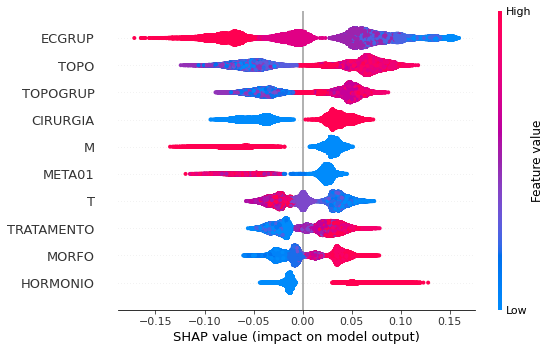 High
ECGRUP
TOPO
TOPOGRUP
CIRURGIA
M
META01
T
TRATAMENTO
MORFO
HORMONIO
Feature value
Low
−0.15 −0.10 −0.05 0.00 0.05 0.10 0.15
SHAP value (impact on model output)